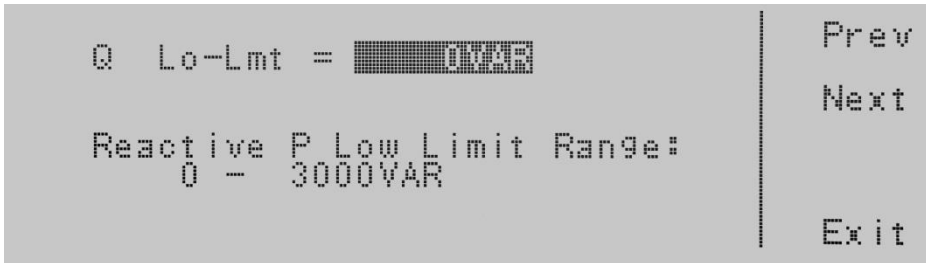 Q Lo-Lmt = 0VAR
Reactive P Low Limit Range:
0 - 3000VAR
Prev
Next
Exit